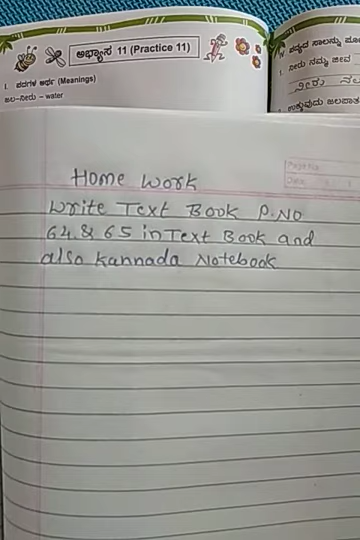 ಅಭ್ಯಾಸ 11 (Practice 11)
I. ಪದಗಳ ಅರ್ಥ (Meanings)
ಜಲ-ನೀರು – water
1. ನೀರು ನಮ್ಮ ಜೀವ
Page No
Date
Home Work
Write Text Book P.NO
64 & 65 in Text Book and
also Kannada Notebook